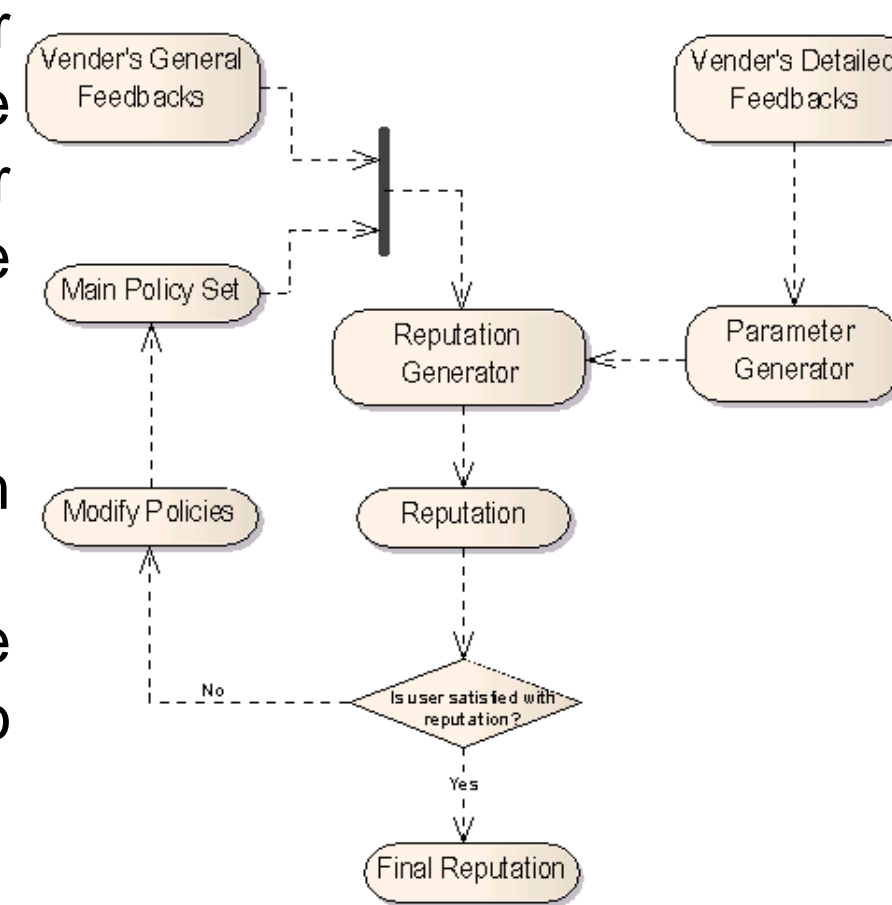 r
e
r
e
n
e
o
Vender's General
Feedbacks
Vender's Detailed
Feedbacks
Main Policy Set
Reputation
Generator
Parameter
Generator
Modify Policies
Reputation
No
Is user satisfied with
reputation?
Yes
Final Reputation